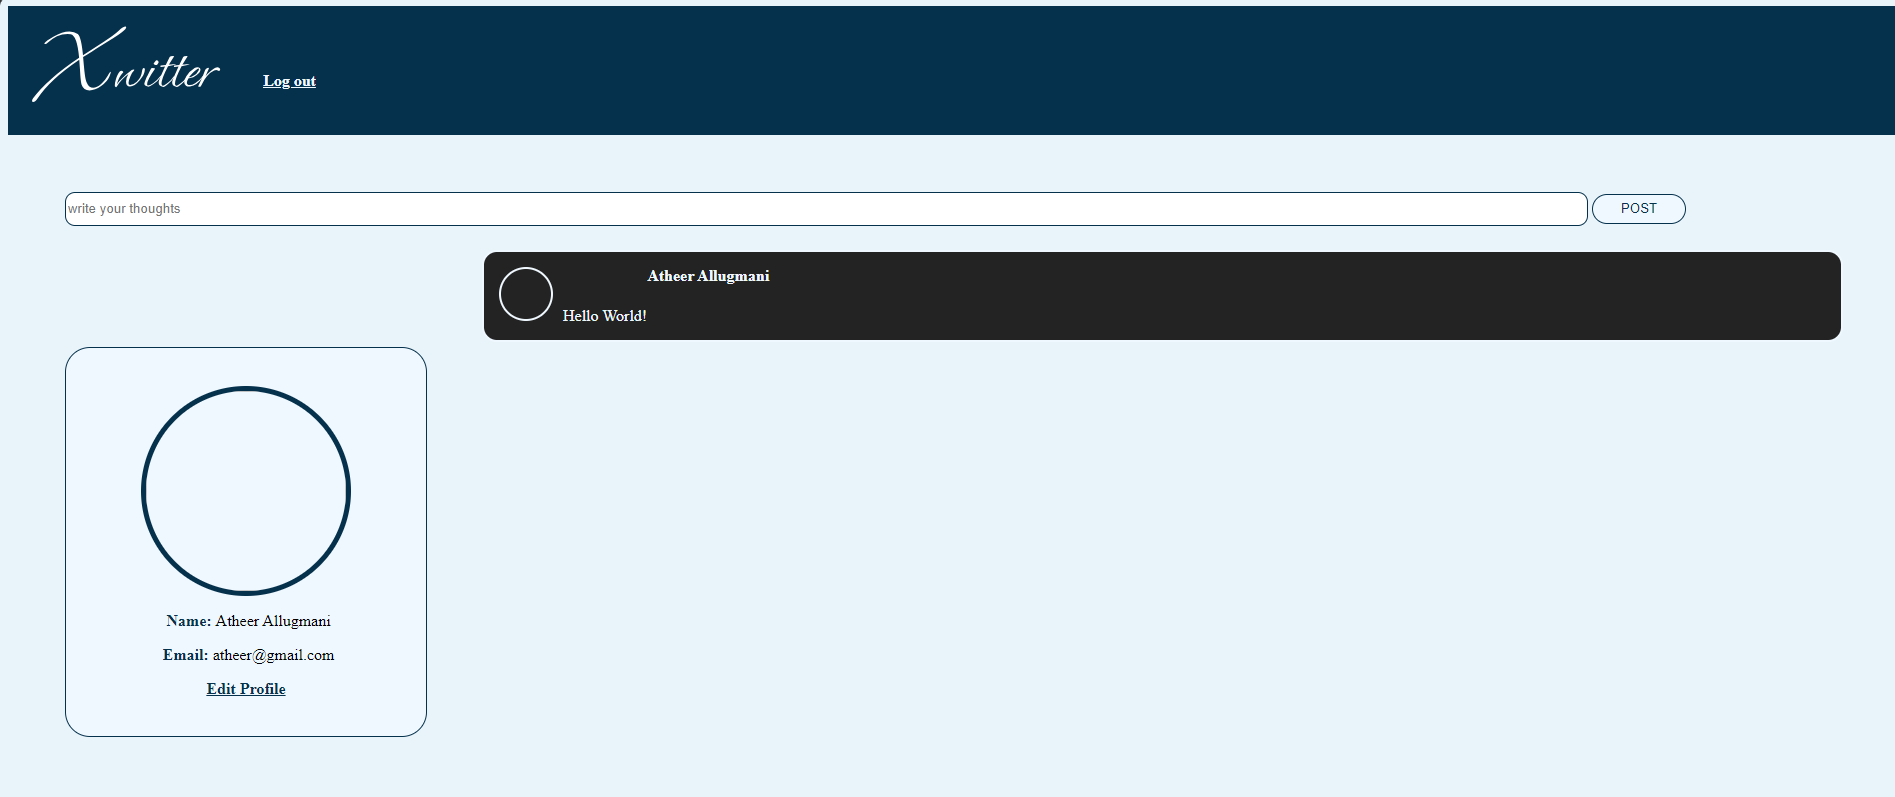 Xwitter
Log out
write your thoughts
POST
Atheer Allugmani
Hello World!
Name: Atheer Allugmani
Email: atheer@gmail.com
Edit Profile